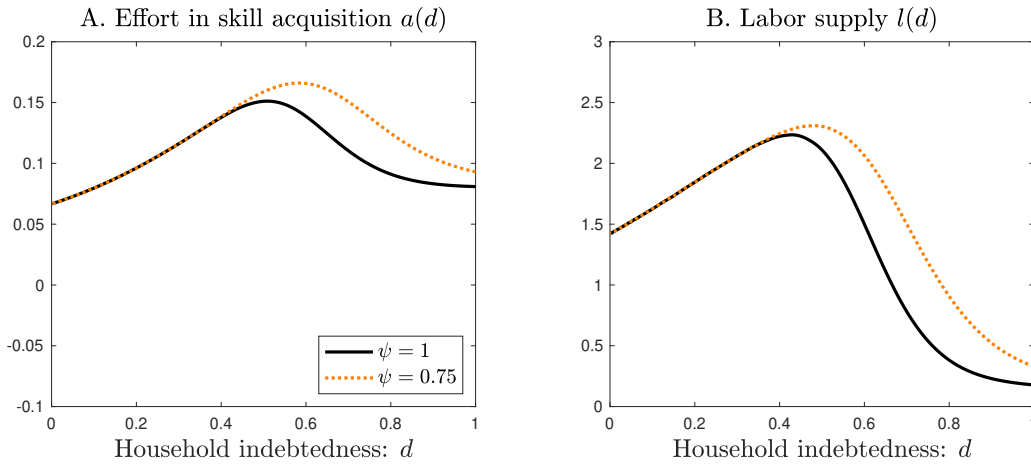 A. Effort in skill acquisition a(d)
0.2
0.15
0.1
0.05
0
-0.05
-0.1
ψ = 1
ψ = 0.75
0 0.2 0.4 0.6 0.8 1
Household indebtedness: d
B. Labor supply l(d)
3
2.5
2
1.5
1
0.5
0
0 0.2 0.4 0.6 0.8 1
Household indebtedness: d